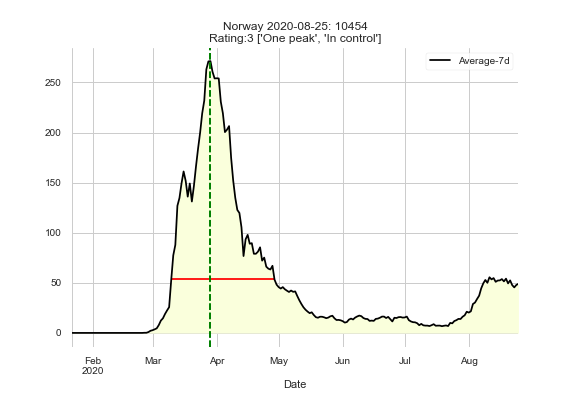 Norway 2020-08-25: 10454
Rating:3 ['One peak', 'In control']
Average-7d
250
200
150
100
50
0
Feb
2020
Mar
Apr
May
Jun
Jul
Aug
Date